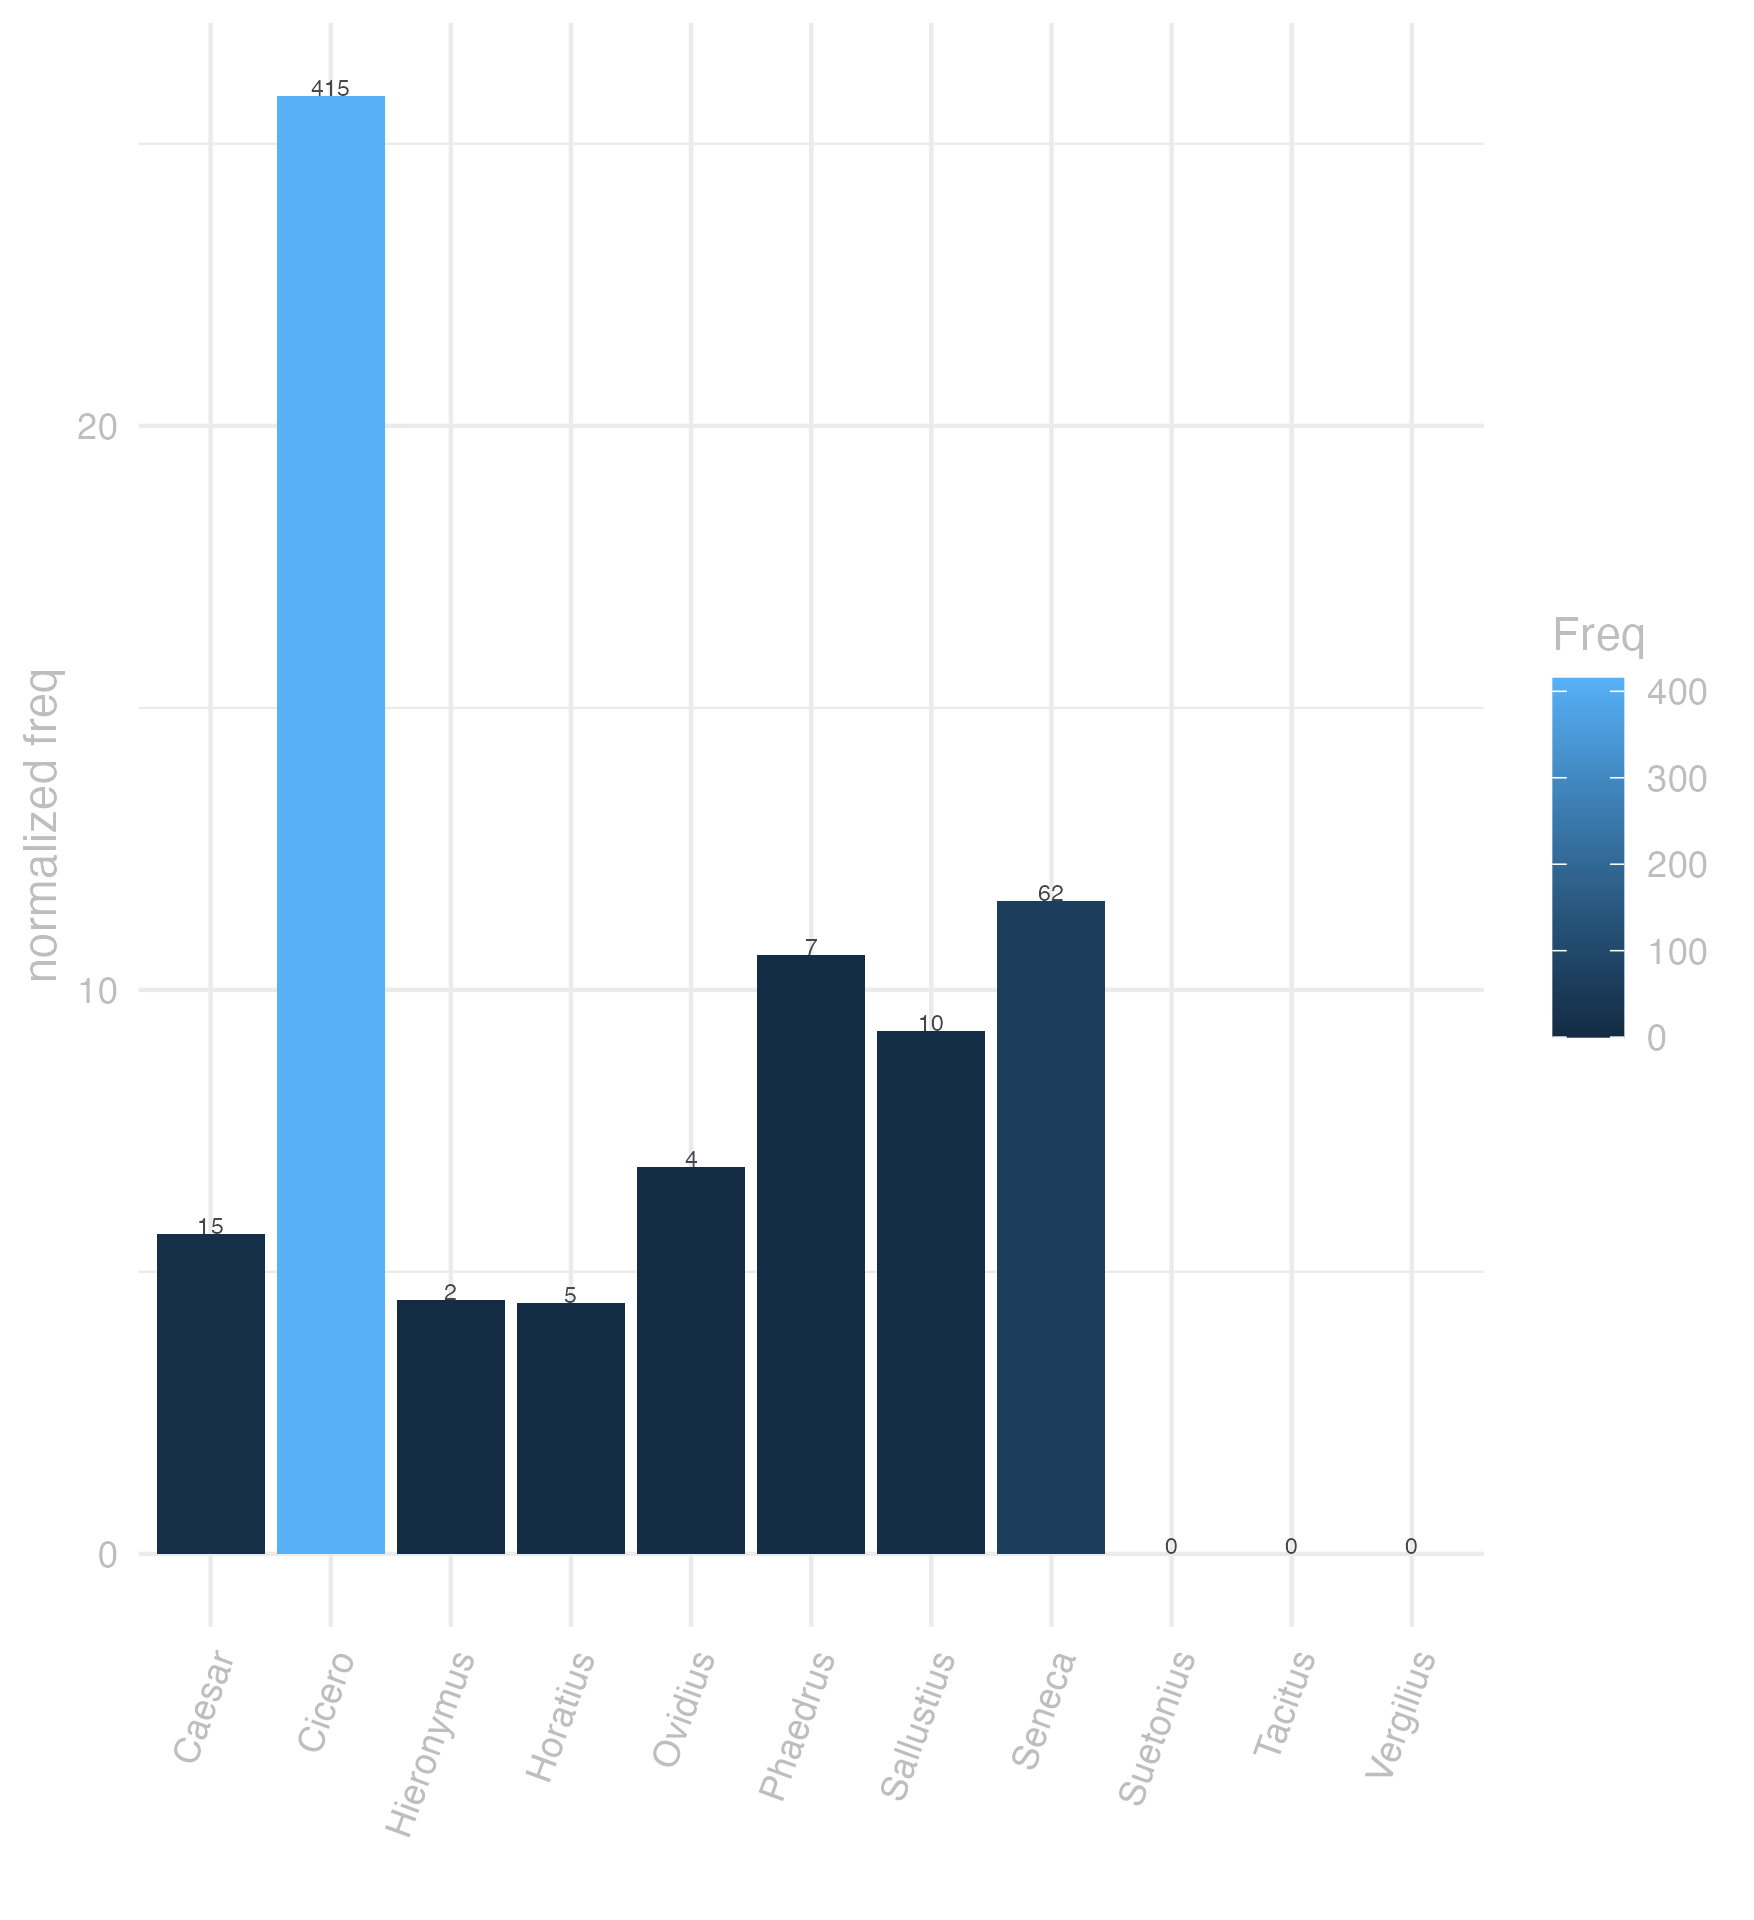 415
20
62
7
10
10
4
15
2
5
0
0
0
0
normalized freq
Caesar
Cicero
Hieronymus
Horatius
Ovidius
Phaedrus
Sallustius
Seneca
Suetonius
Tacitus
Vergilius
Freq
400
300
200
100
0